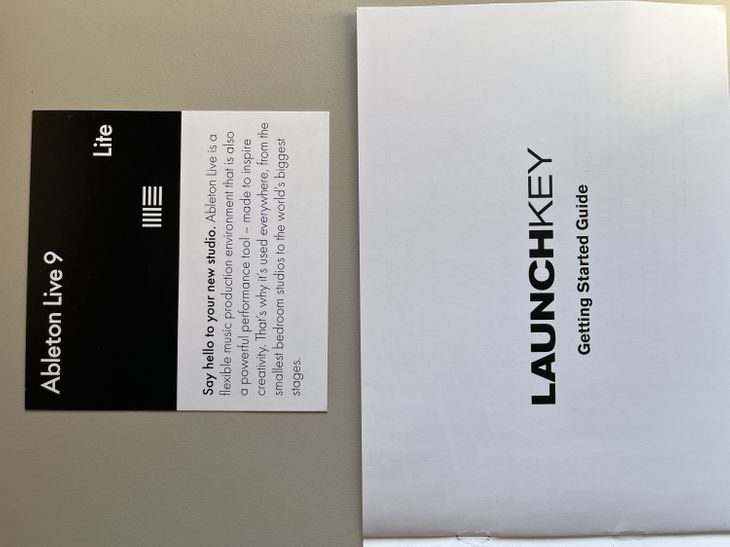 Ableton Live 9
Lite
Say hello to your new studio. Ableton Live is a
flexible music production environment that is also
a powerful performance tool – made to inspire
creativity. That's why it's used everywhere, from the
smallest bedroom studios to the world's biggest
stages.
LAUNCHKEY
Getting Started Guide